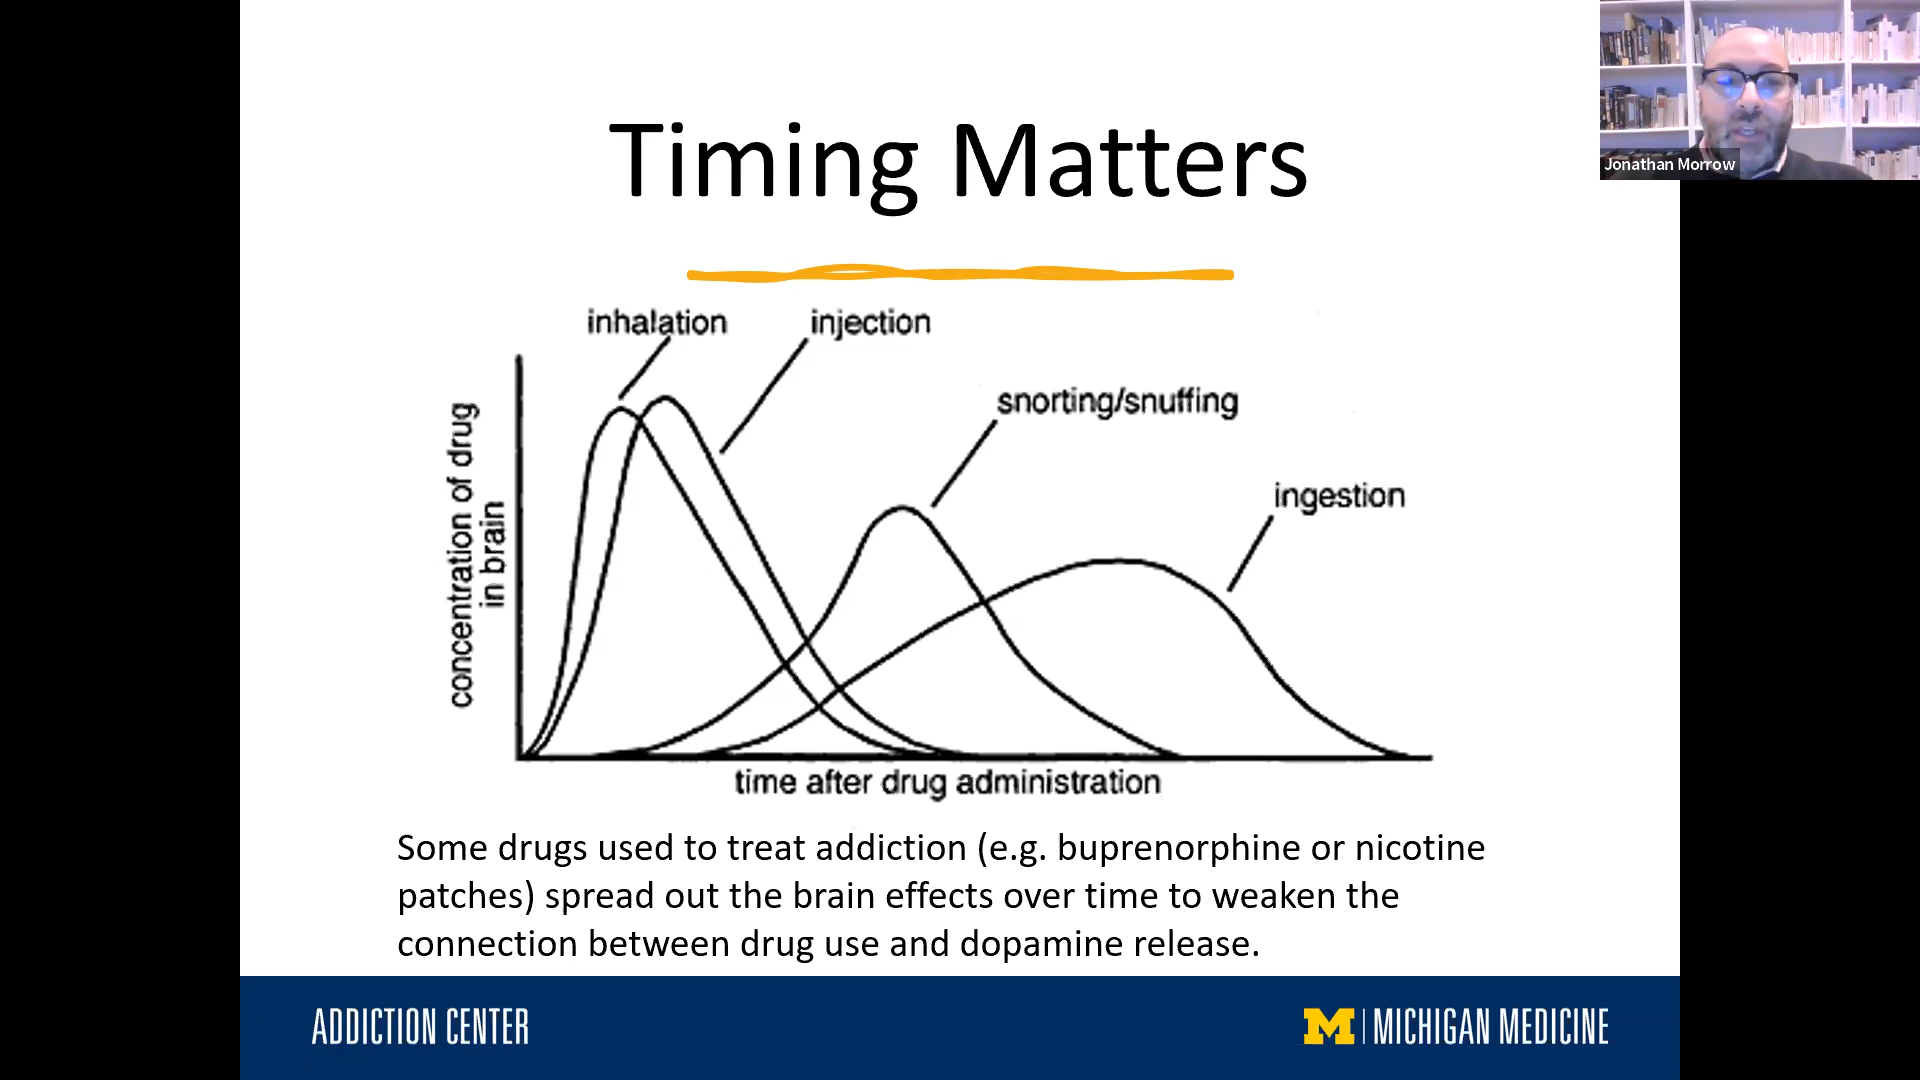 Timing Matters
Jonathan Morrow
inhalation
injection
snorting/snuffing
ingestion
concentration of drug
in brain
time after drug administration
Some drugs used to treat addiction (e.g. buprenorphine or nicotine
patches) spread out the brain effects over time to weaken the
connection between drug use and dopamine release.
ADDICTION CENTER
M | MICHIGAN MEDICINE